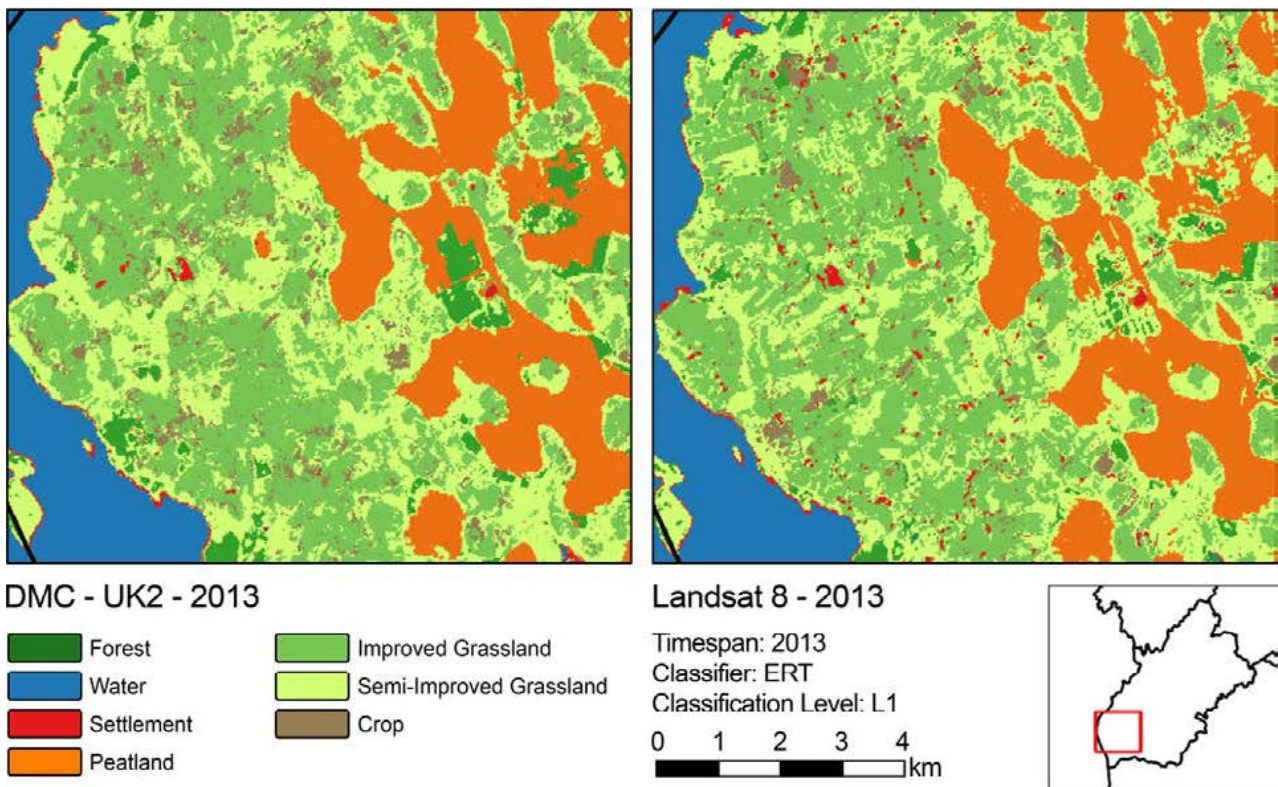 DMC - UK2 - 2013
Forest
Water
Settlement
Peatland
Improved Grassland
Semi-Improved Grassland
Crop
Landsat 8 - 2013
Timespan: 2013
Classifier: ERT
Classification Level: L1
0 1 2 3 4
km